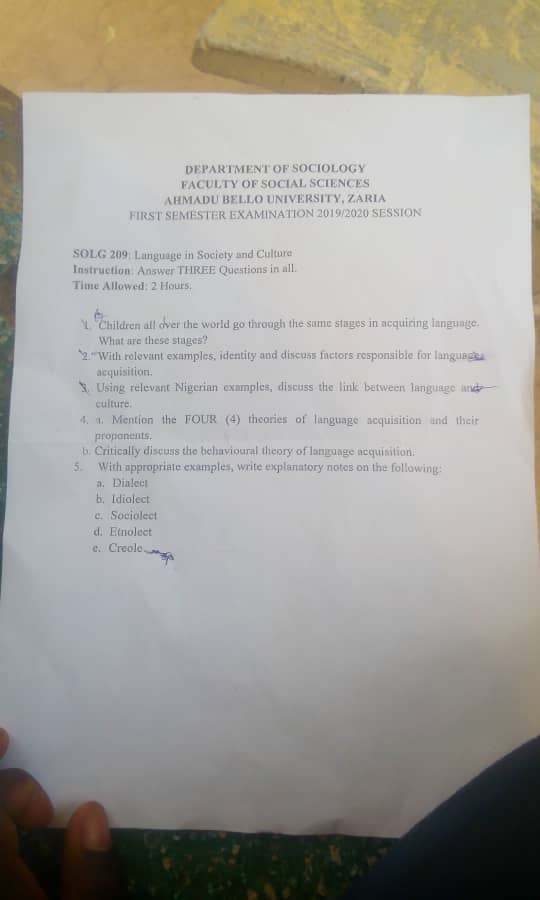 DEPARTMENT OF SOCIOLOGY
FACULTY OF SOCIAL SCIENCES
AHMADU BELLO UNIVERSITY, ZARIA
FIRST SEMESTER EXAMINATION 2019/2020 SESSION
SOLG 209: Language in Society and Culture
Instruction: Answer THREE Questions in all.
Time Allowed: 2 Hours.
1. Children all over the world go through the same stages in acquiring language.
What are these stages?
2. With relevant examples, identity and discuss factors responsible for language
acquisition.
3. Using relevant Nigerian examples, discuss the link between language and
culture.
4. a. Mention the FOUR (4) theories of language acquisition and their
proponents.
b. Critically discuss the behavioural theory of language acquisition.
5. With appropriate examples, write explanatory notes on the following:
a. Dialect
b. Idiolect
c. Sociolect
d. Etnolect
e. Creole